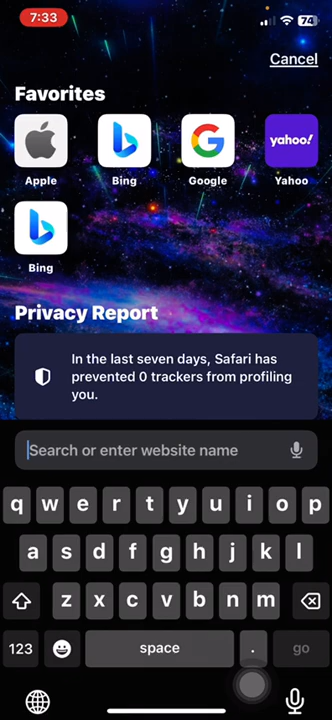 7:33
74
Cancel
Favorites
yahoo!
Apple
Bing
Google
Yahoo
Bing
Privacy Report
In the last seven days, Safari has
prevented 0 trackers from profiling
you.
Search or enter website name
q w e r t y u i o p
a s d f g h j k l
z x c v b n m
123
space
.
go